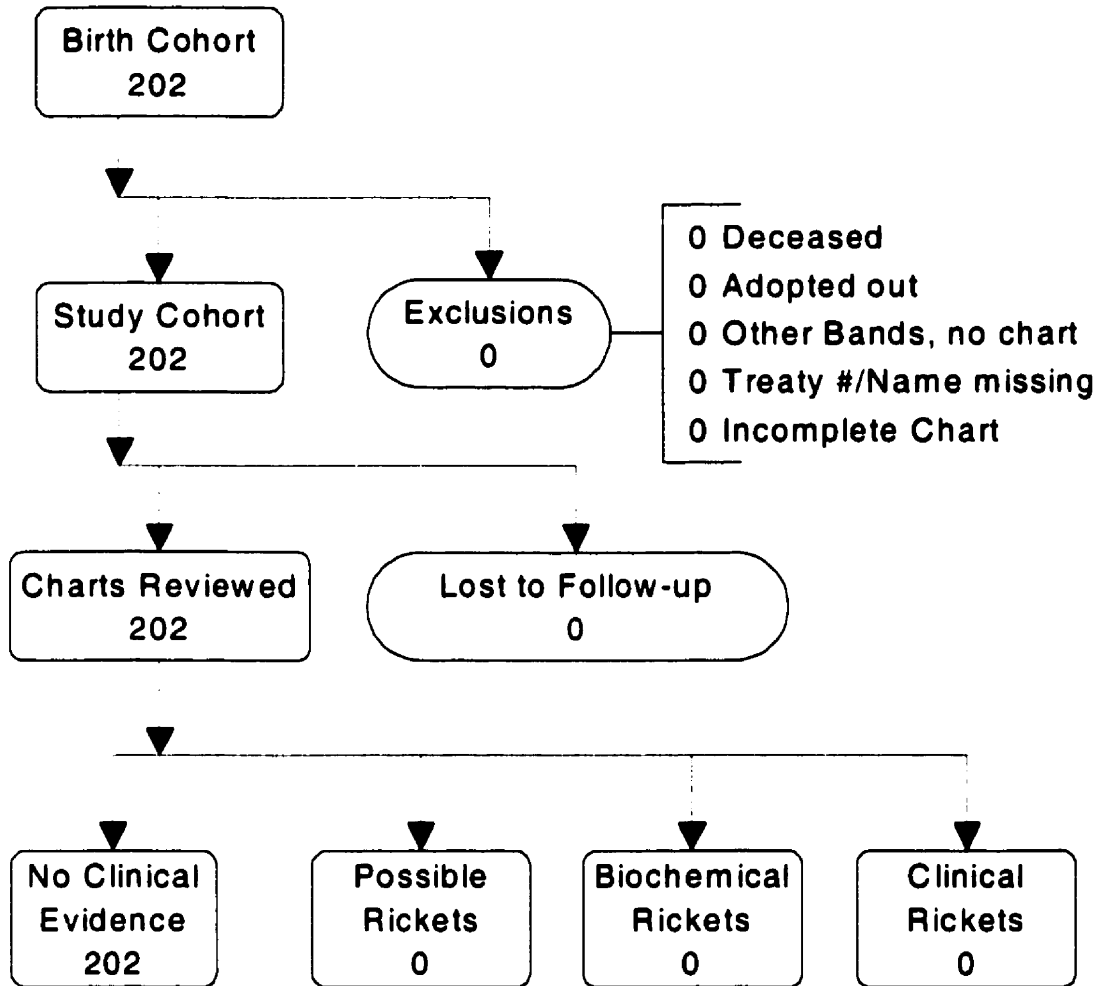 Birth Cohort
202
Study Cohort
202
Exclusions
0
0 Deceased
0 Adopted out
0 Other Bands, no chart
0 Treaty #/Name missing
0 Incomplete Chart
Charts Reviewed
202
Lost to Follow-up
0
No Clinical
Evidence
202
Possible
Rickets
0
Biochemical
Rickets
0
Clinical
Rickets
0